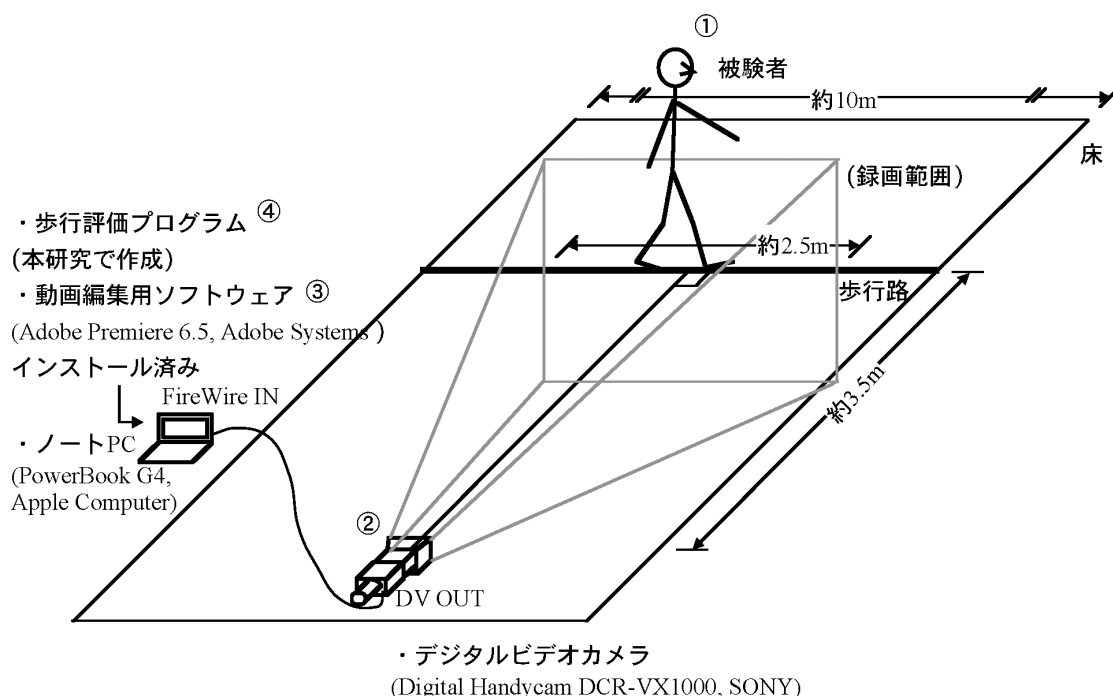 ①
被験者
約10m
床
(録画範囲)
約2.5m
歩行路
約3.5m
・歩行評価プログラム ④
(本研究で作成)
・動画編集用ソフトウェア ③
(Adobe Premiere 6.5, Adobe Systems )
インストール済み
FireWire IN
・ノートPC
(PowerBook G4,
Apple Computer)
②
DV OUT
・デジタルビデオカメラ
(Digital Handycam DCR-VX1000, SONY)